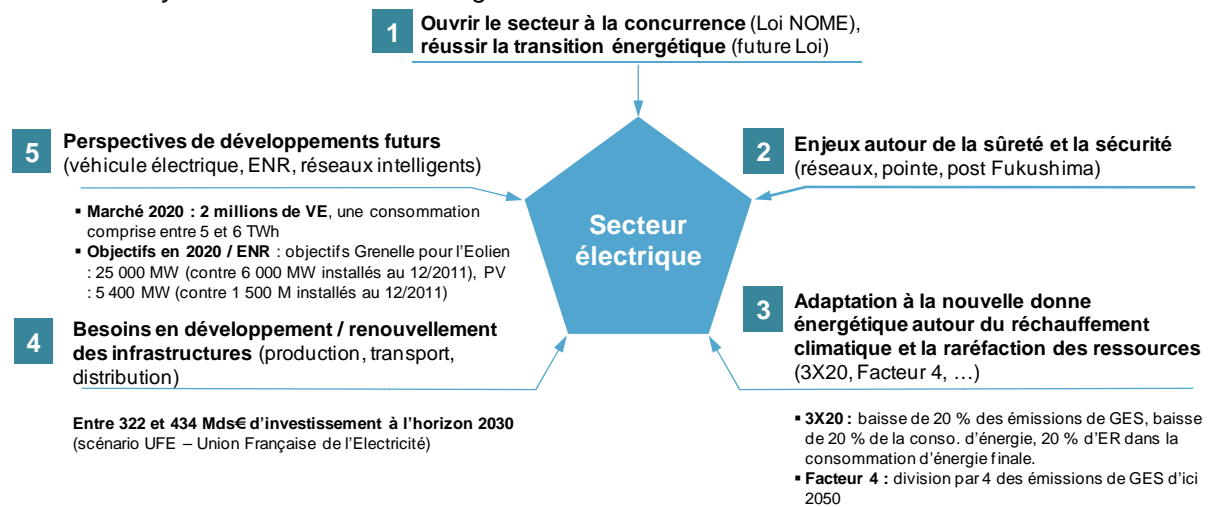 1
Ouvrir le secteur à la concurrence (Loi NOME),
réussir la transition énergétique (future Loi)
5
Perspectives de développements futurs
(véhicule électrique, ENR, réseaux intelligents)
▪ Marché 2020 : 2 millions de VE, une consommation
comprise entre 5 et 6 TWh
▪ Objectifs en 2020 / ENR : objectifs Grenelle pour l'Eolien
: 25 000 MW (contre 6 000 MW installés au 12/2011), PV
: 5 400 MW (contre 1 500 M installés au 12/2011)
2
Enjeux autour de la sûreté et la sécurité
(réseaux, pointe, post Fukushima)
Secteur
électrique
4
Besoins en développement / renouvellement
des infrastructures (production, transport,
distribution)
Entre 322 et 434 Mds€ d'investissement à l'horizon 2030
(scénario UFE – Union Française de l'Electricité)
3
Adaptation à la nouvelle donne
énergétique autour du réchauffement
climatique et la raréfaction des ressources
(3X20, Facteur 4, …)
▪ 3X20 : baisse de 20 % des émissions de GES, baisse
de 20 % de la conso. d'énergie, 20 % d'ER dans la
consommation d'énergie finale.
▪ Facteur 4 : division par 4 des émissions de GES d'ici
2050